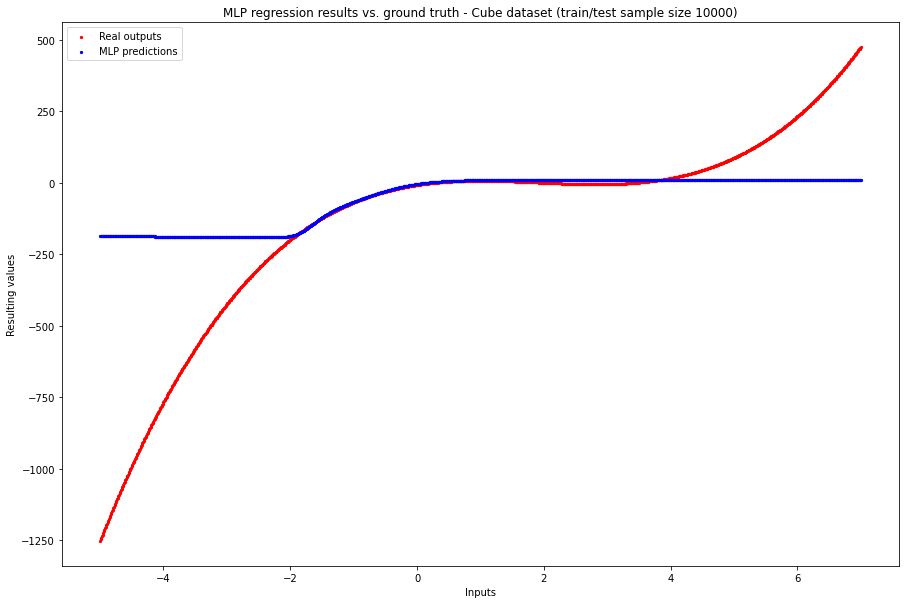 MLP regression results vs. ground truth - Cube dataset (train/test sample size 10000)
Real outputs
MLP predictions
500
250
0
−250
−500
−750
−1000
−1250
Resulting values
−4
−2
0
2
4
6
Inputs